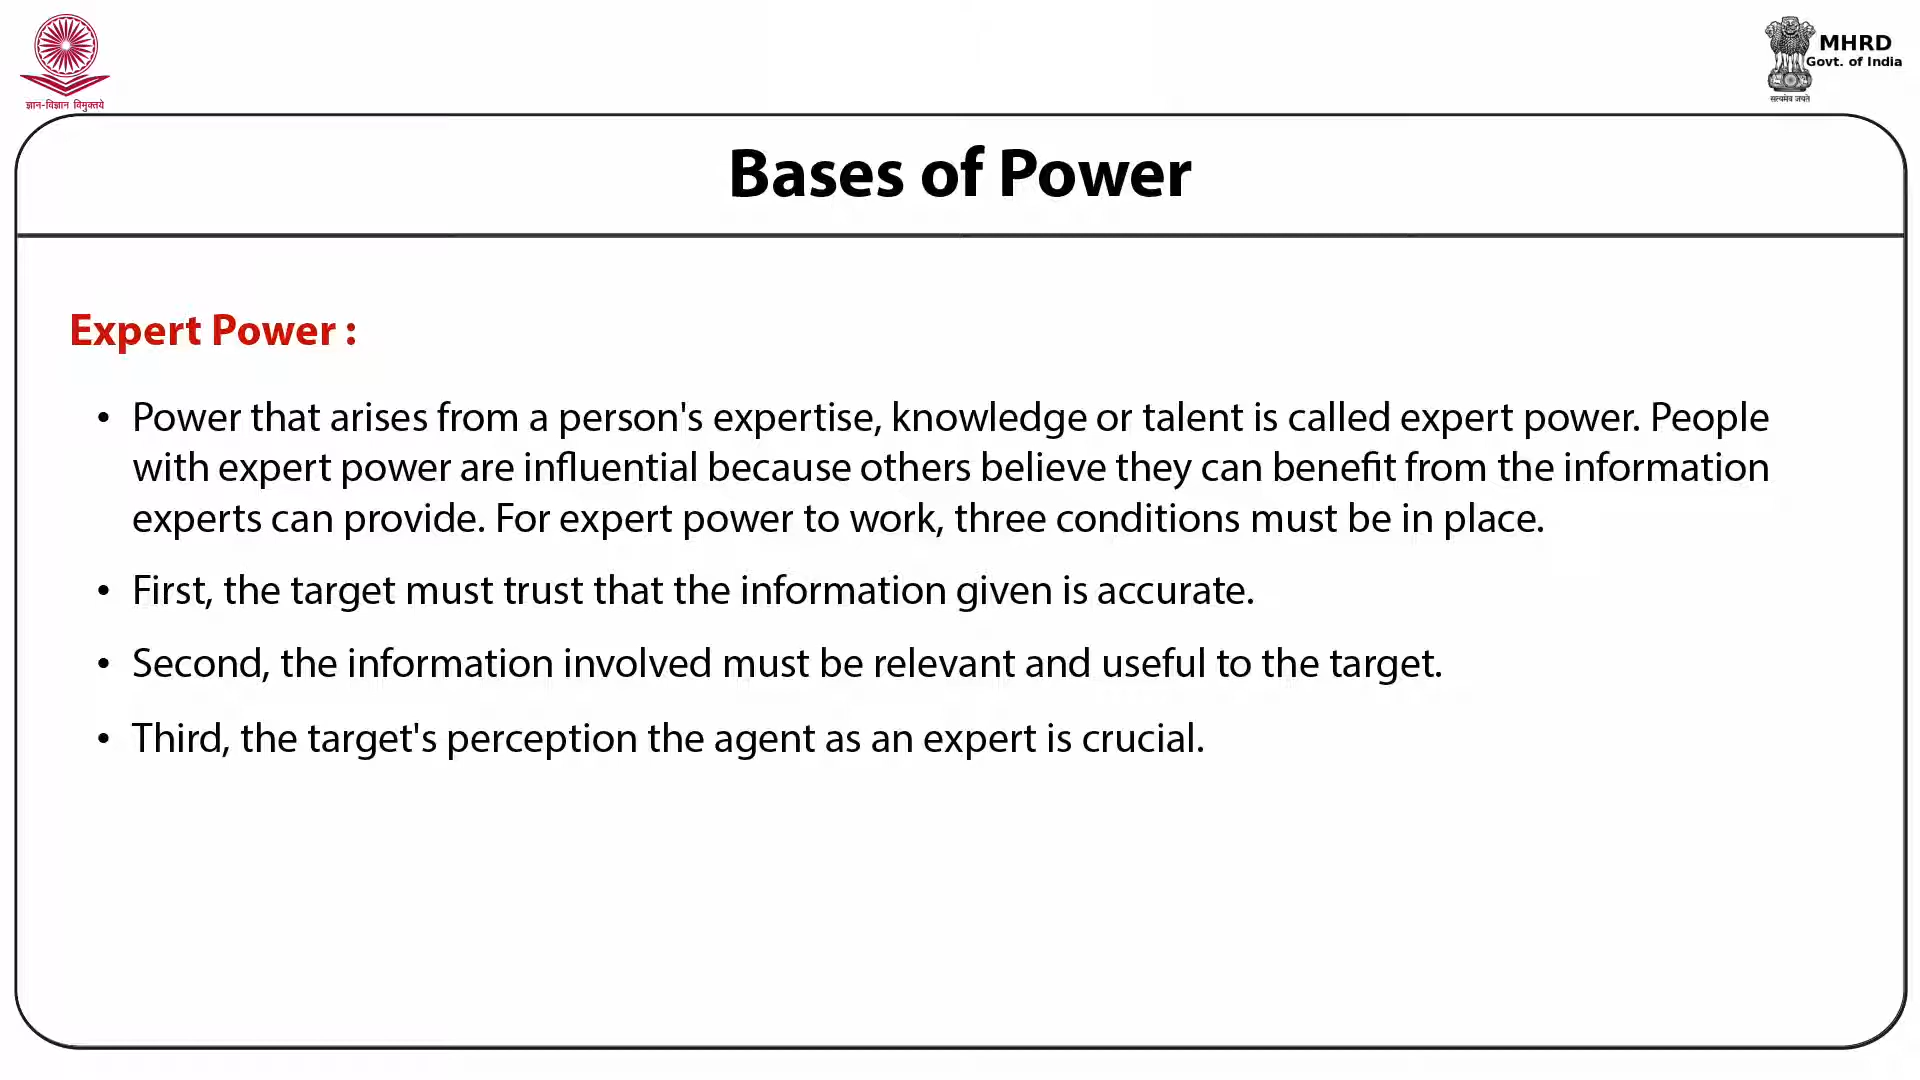 ज्ञान-विज्ञान विमुक्तये
MHRD
Govt. of India
सत्यमेव जयते
Bases of Power
Expert Power :
• Power that arises from a person's expertise, knowledge or talent is called expert power. People
with expert power are influential because others believe they can benefit from the information
experts can provide. For expert power to work, three conditions must be in place.
• First, the target must trust that the information given is accurate.
• Second, the information involved must be relevant and useful to the target.
• Third, the target's perception the agent as an expert is crucial.